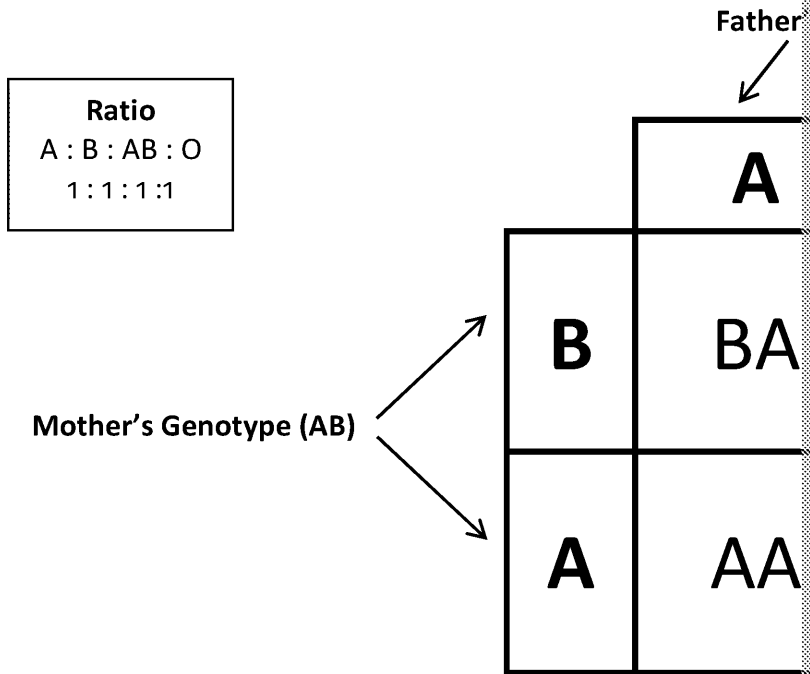 Father'
Ratio
A : B : AB : O
1 : 1 : 1 :1
A
B
BA
Mother’s Genotype (AB)
A
AA